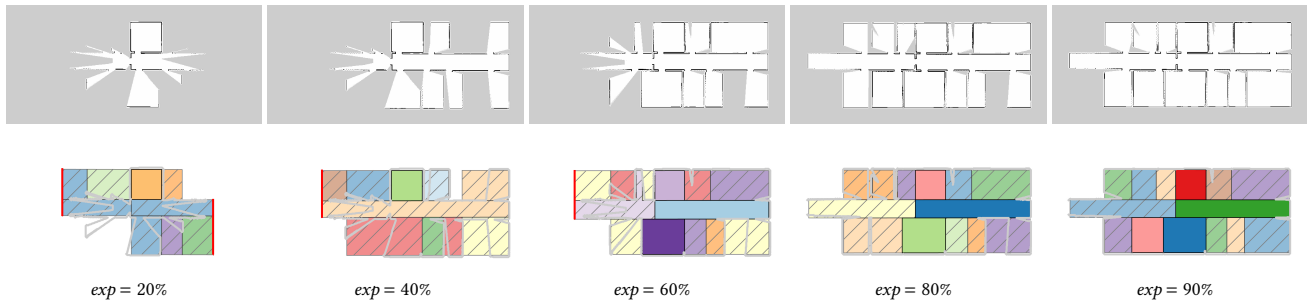 exp = 20%
exp = 40%
exp = 60%
exp = 80%
exp = 90%